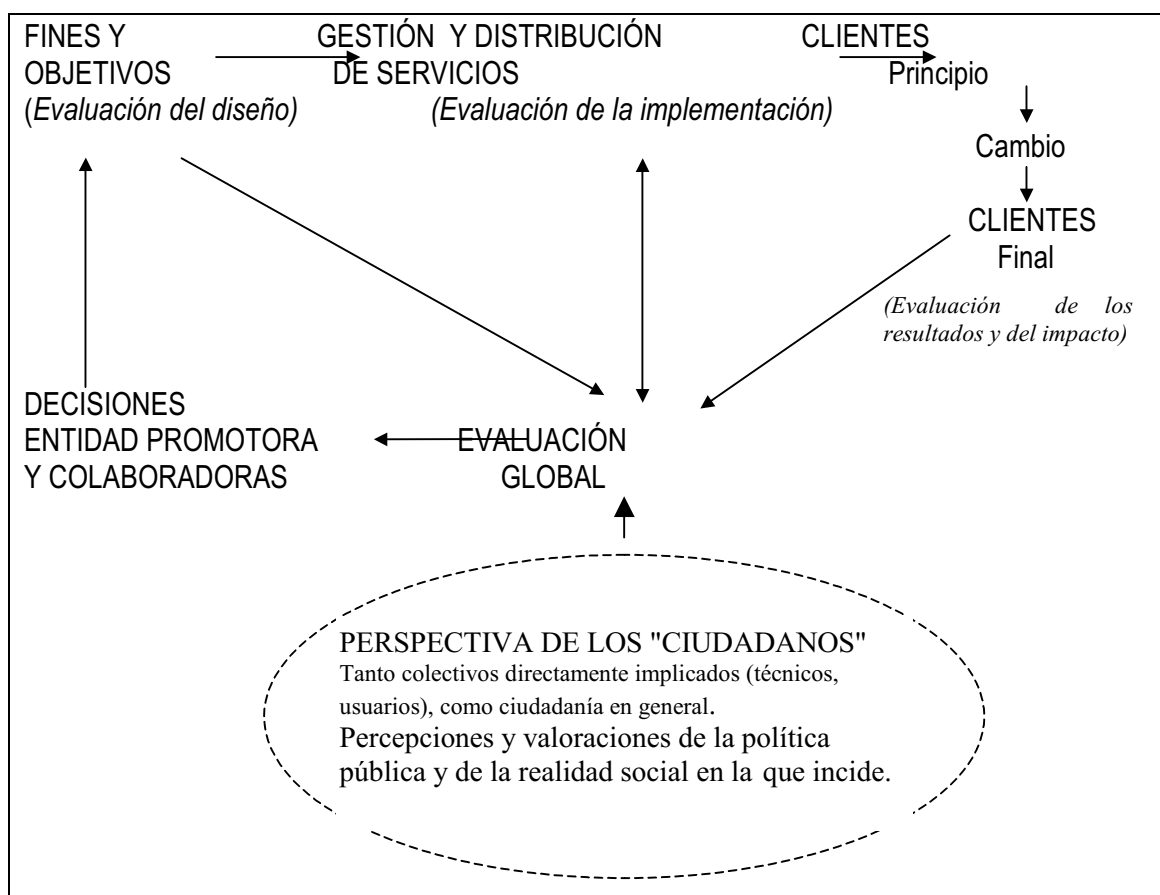 FINES Y
OBJETIVOS
(Evaluación del diseño)
GESTIÓN Y DISTRIBUCIÓN
DE SERVICIOS
(Evaluación de la implementación)
CLIENTES
Principio
Cambio
CLIENTES
Final
(Evaluación de los
resultados y del impacto)
DECISIONES
ENTIDAD PROMOTORA
Y COLABORADORAS
EVALUACIÓN
GLOBAL
PERSPECTIVA DE LOS "CIUDADANOS"
Tanto colectivos directamente implicados (técnicos,
usuarios), como ciudadanía en general.
Percepciones y valoraciones de la política
pública y de la realidad social en la que incide.